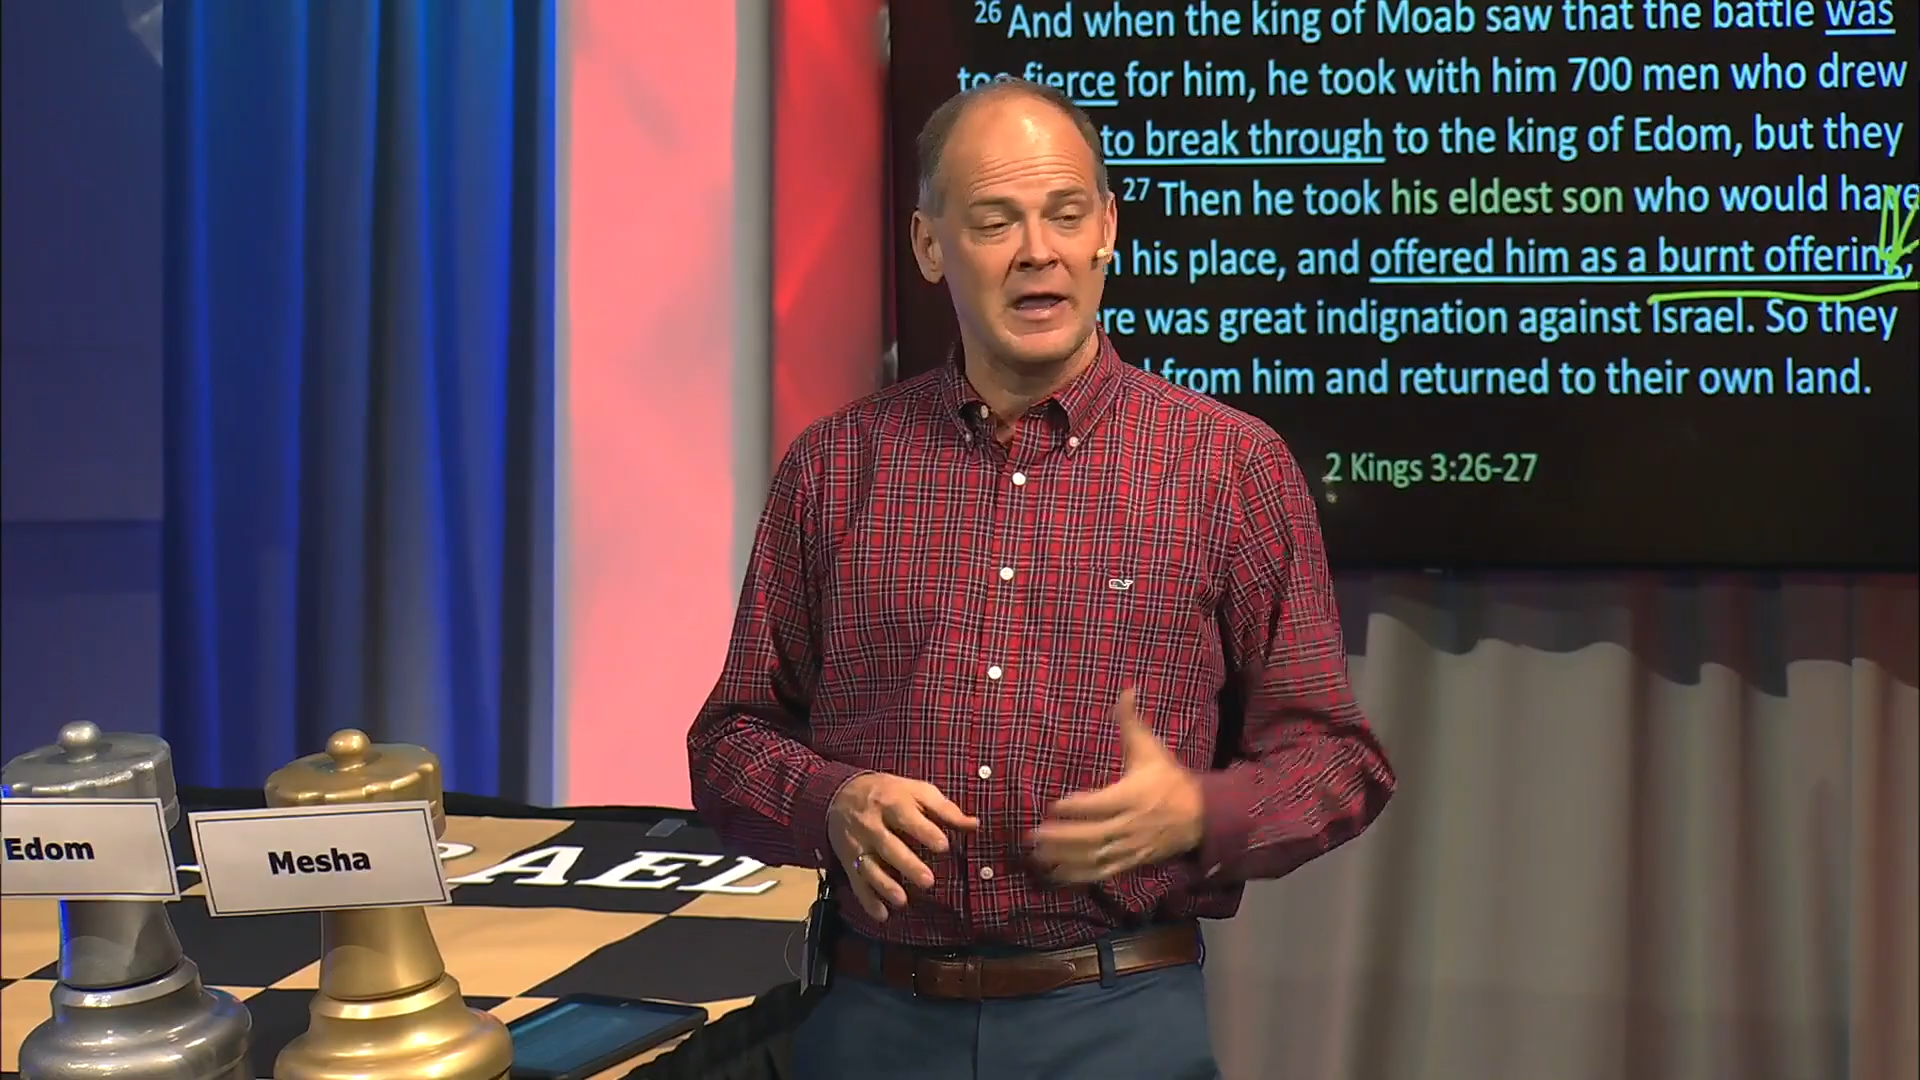 26 And when the king of Moab saw that the battle was
too fierce for him, he took with him 700 men who drew
to break through to the king of Edom, but they
27 Then he took his eldest son who would have
his place, and offered him as a burnt offering,
was great indignation against Israel. So they
from him and returned to their own land.
2 Kings 3:26-27
Edom
Mesha
RAEL